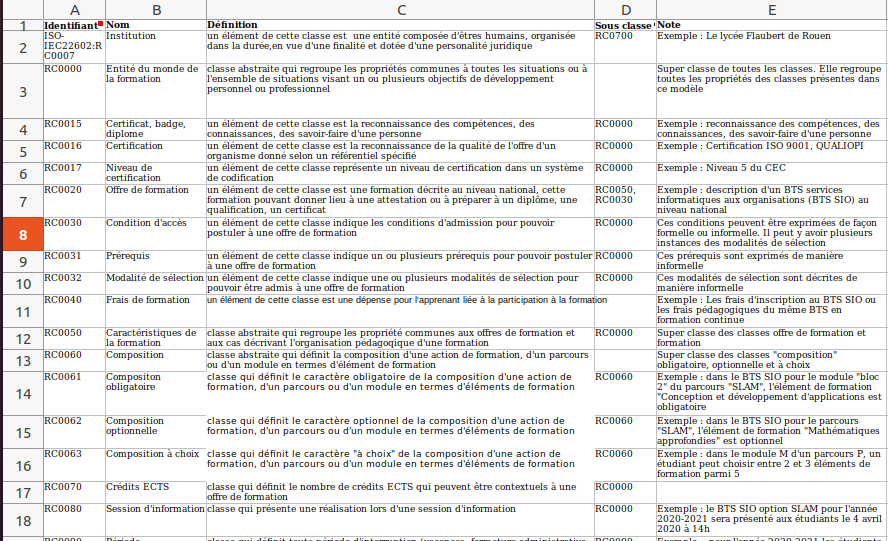 A B C D E
1 Identifiant Nom Définition Sous classe Note
2 ISO-IEC22602:RC0007 Institution un élément de cette classe est une entité composée d'êtres humains, organisée dans la durée,en vue d'une finalité et dotée d'une personalité juridique RC0700 Exemple : Le lycée Flaubert de Rouen
3 RC0000 Entité du monde de la formation classe abstraite qui regroupe les propriétés communes à toutes les situations ou à l'ensemble de situations visant un ou plusieurs objectifs de développement personnel ou professionnel Super classe de toutes les classes. Elle regroupe toutes les propriétés des classes présentes dans ce modèle
4 RC0015 Certificat, badge, diplome un élément de cette classe est la reconnaissance des compétences, des connaissances, des savoir-faire d'une personne RC0000 Exemple : reconnaissance des compétences, des connaissances, des savoir-faire d'une personne
5 RC0016 Certification un élément de cette classe est la reconnaissance de la qualité de l'offre d'un organisme donné selon un référentiel spécifié RC0000 Exemple : Certification ISO 9001, QUALIOPI
6 RC0017 Niveau de certification un élément de cette classe représente un niveau de certification dans un système de codification RC0000 Exemple : Niveau 5 du CEC
7 RC0020 Offre de formation un élément de cette classe est une formation décrite au niveau national, cette formation pouvant donner lieu à une attestation ou à préparer à un diplôme, une qualification, un certificat RC0050, RC0030 Exemple : description d'un BTS services informatiques aux organisations (BTS SIO) au niveau national
8 RC0030 Condition d'accès un élément de cette classe indique les conditions d'admission pour pouvoir postuler à une offre de formation RC0000 Ces conditions peuvent être exprimées de façon formelle ou informelle. Il peut y avoir plusieurs instances des modalités de sélection
9 RC0031 Prérequis un élément de cette classe indique un ou plusieurs prérequis pour pouvoir postuler à une offre de formation RC0000 Ces prérequis sont exprimés de manière informelle
10 RC0032 Modalité de sélection un élément de cette classe indique une ou plusieurs modalités de sélection pour pouvoir être admis à une offre de formation RC0000 Ces modalités de sélection sont décrites de manière informelle
11 RC0040 Frais de formation un élément de cette classe est une dépense pour l'apprenant liée à la participation à la formation Exemple : Les frais d'inscription au BTS SIO ou les frais pédagogiques du même BTS en formation continue
12 RC0050 Caractéristiques de la formation classe abstraite qui regroupe les propriété communes aux offres de formation et aux cas décrivant l'organisation pédagogique d'une formation RC0000 Super classe des classes offre de formation et formation
13 RC0060 Composition classe abstraite qui définit la composition d'une action de formation, d'un parcours ou d'un module en termes d'élément de formation Super classe des classes "composition" obligatoire, optionnelle et à choix
14 RC0061 Compositon obligatoire classe qui définit le caractère obligatoire de la composition d'une action de formation, d'un parcours ou d'un module en termes d'éléments de formation RC0060 Exemple : dans le BTS SIO pour le module "bloc 2" du parcours "SLAM", l'élément de formation "Conception et développement d'applications est obligatoire
15 RC0062 Composition optionnelle classe qui définit le caractère optionnel de la composition d'une action de formation, d'un parcours ou d'un module en termes d'éléments de formation RC0060 Exemple : dans le BTS SIO pour le parcours "SLAM", l'élément de formation "Mathématiques approfondies" est optionnel
16 RC0063 Composition à choix classe qui définit le caractère "à choix" de la composition d'une action de formation, d'un parcours ou d'un module en termes d'éléments de formation RC0060 Exemple : dans le module M d'un parcours P, un étudiant peut choisir entre 2 et 3 éléments de formation parmi 5
17 RC0070 Crédits ECTS classe qui définit le nombre de crédits ECTS qui peuvent être contextuels à une offre de formation RC0000
18 RC0080 Session d'information classe qui présente une réalisation lors d'une session d'information RC0000 Exemple : le BTS SIO option SLAM pour l'année 2020-2021 sera présenté aux étudiants le 4 avril 2020 à 14h